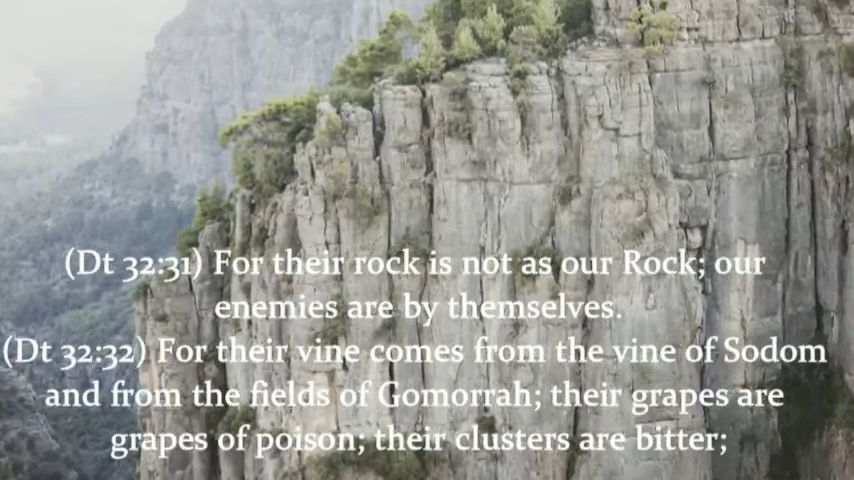 (Dt 32:31) For their rock is not as our Rock; our
enemies are by themselves.
(Dt 32:32) For their vine comes from the vine of Sodom
and from the fields of Gomorrah; their grapes are
grapes of poison; their clusters are bitter;